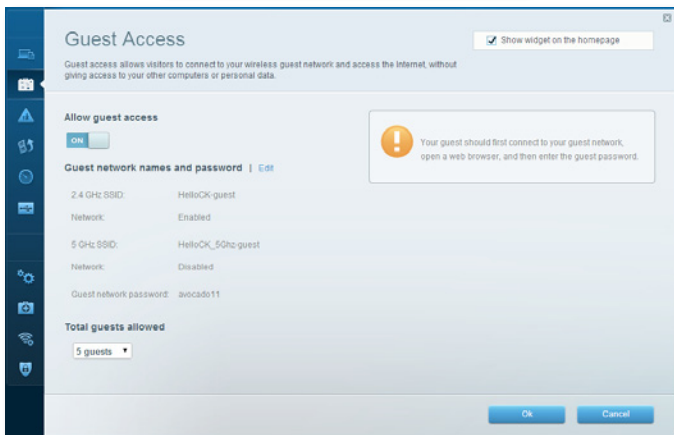 Guest Access
Show widget on the homepage
Guest access allows visitors to connect to your wireless guest network and access the Internet, without
giving access to your other computers or personal data.
Allow guest access
ON
Your guest should first connect to your guest network,
open a web browser, and then enter the guest password.
Guest network names and password | Edit
2.4 GHz SSID: HelloCK-guest
Network: Enabled
5 GHz SSID: HelloCK_5Ghz-guest
Network: Disabled
Guest network password: avocado11
Total guests allowed
5 guests
Ok Cancel